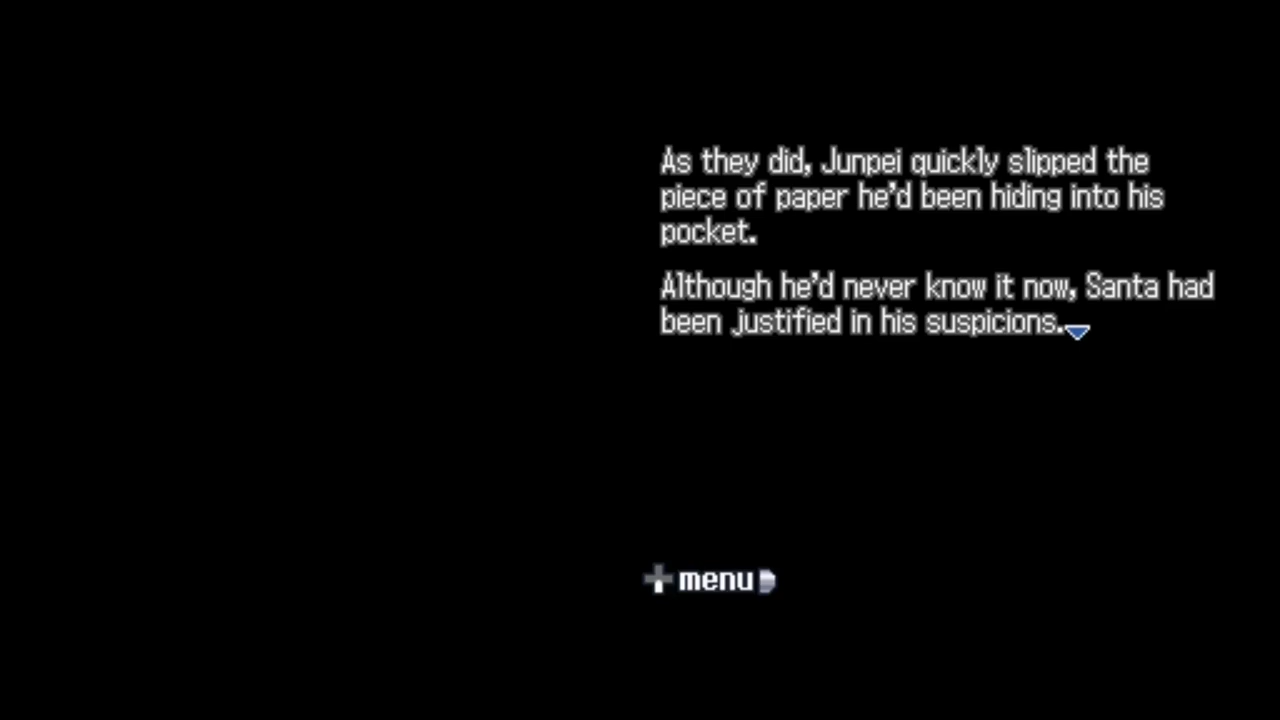 As they did, Junpei quickly slipped the
piece of paper he'd been hiding into his
pocket.
Although he'd never know it now, Santa had
been justified in his suspicions.
menu